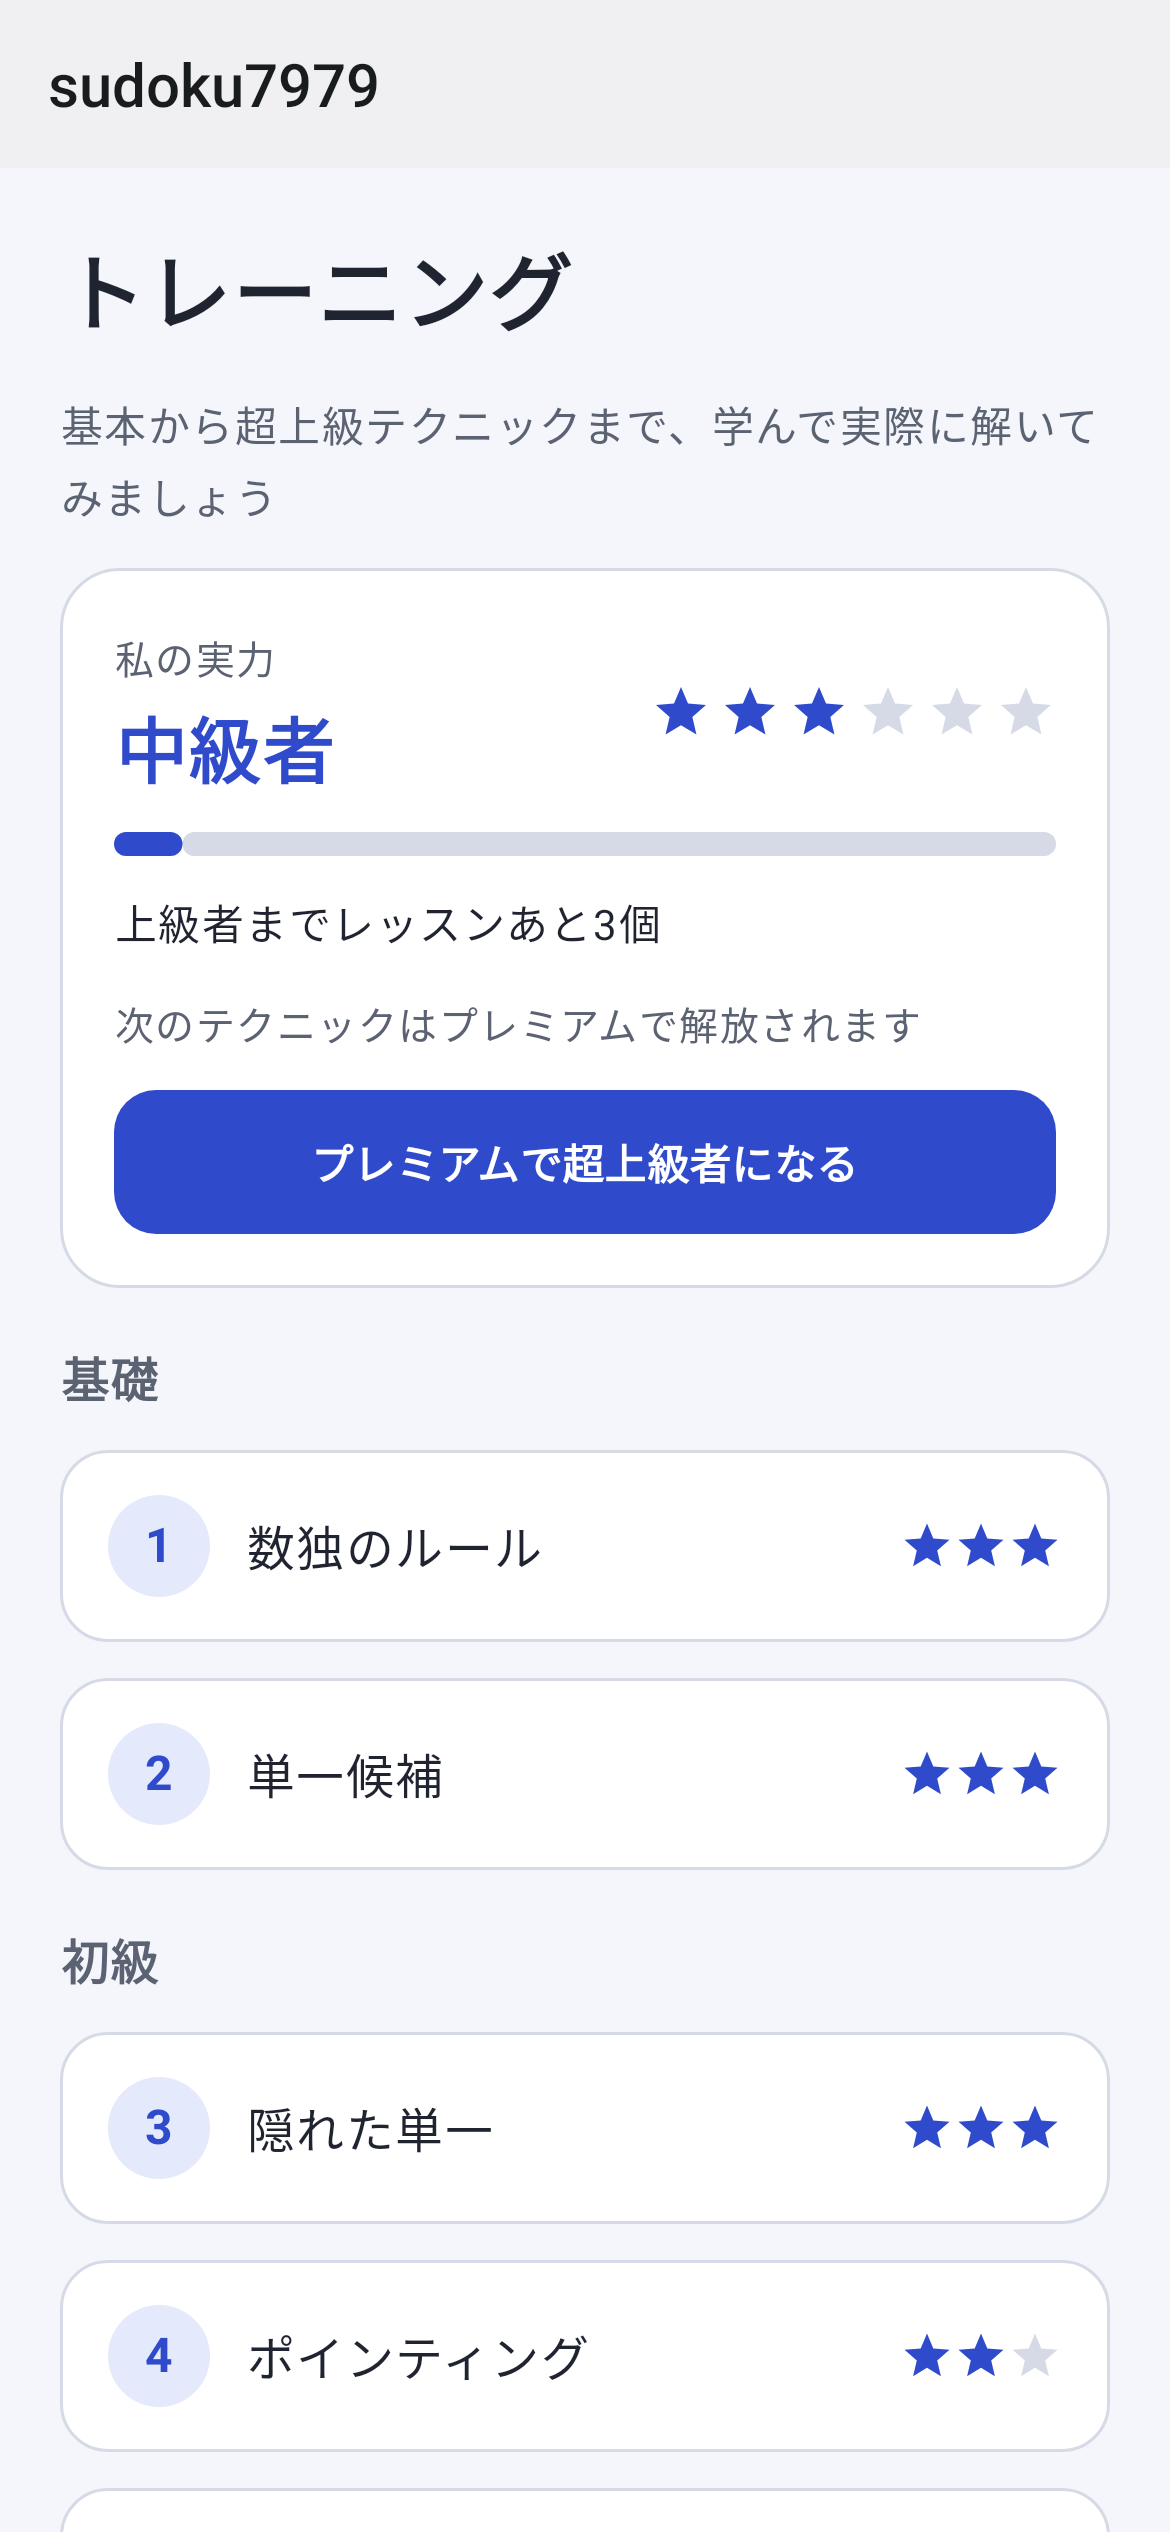 sudoku7979
トレーニング
基本から超上級テクニックまで、学んで実際に解いて
みましょう
私の実力
中級者
上級者までレッスンあと3個
次のテクニックはプレミアムで解放されます
プレミアムで超上級者になる
基礎
1 数独のルール
2 単一候補
初級
3 隠れた単一
4 ポインティング